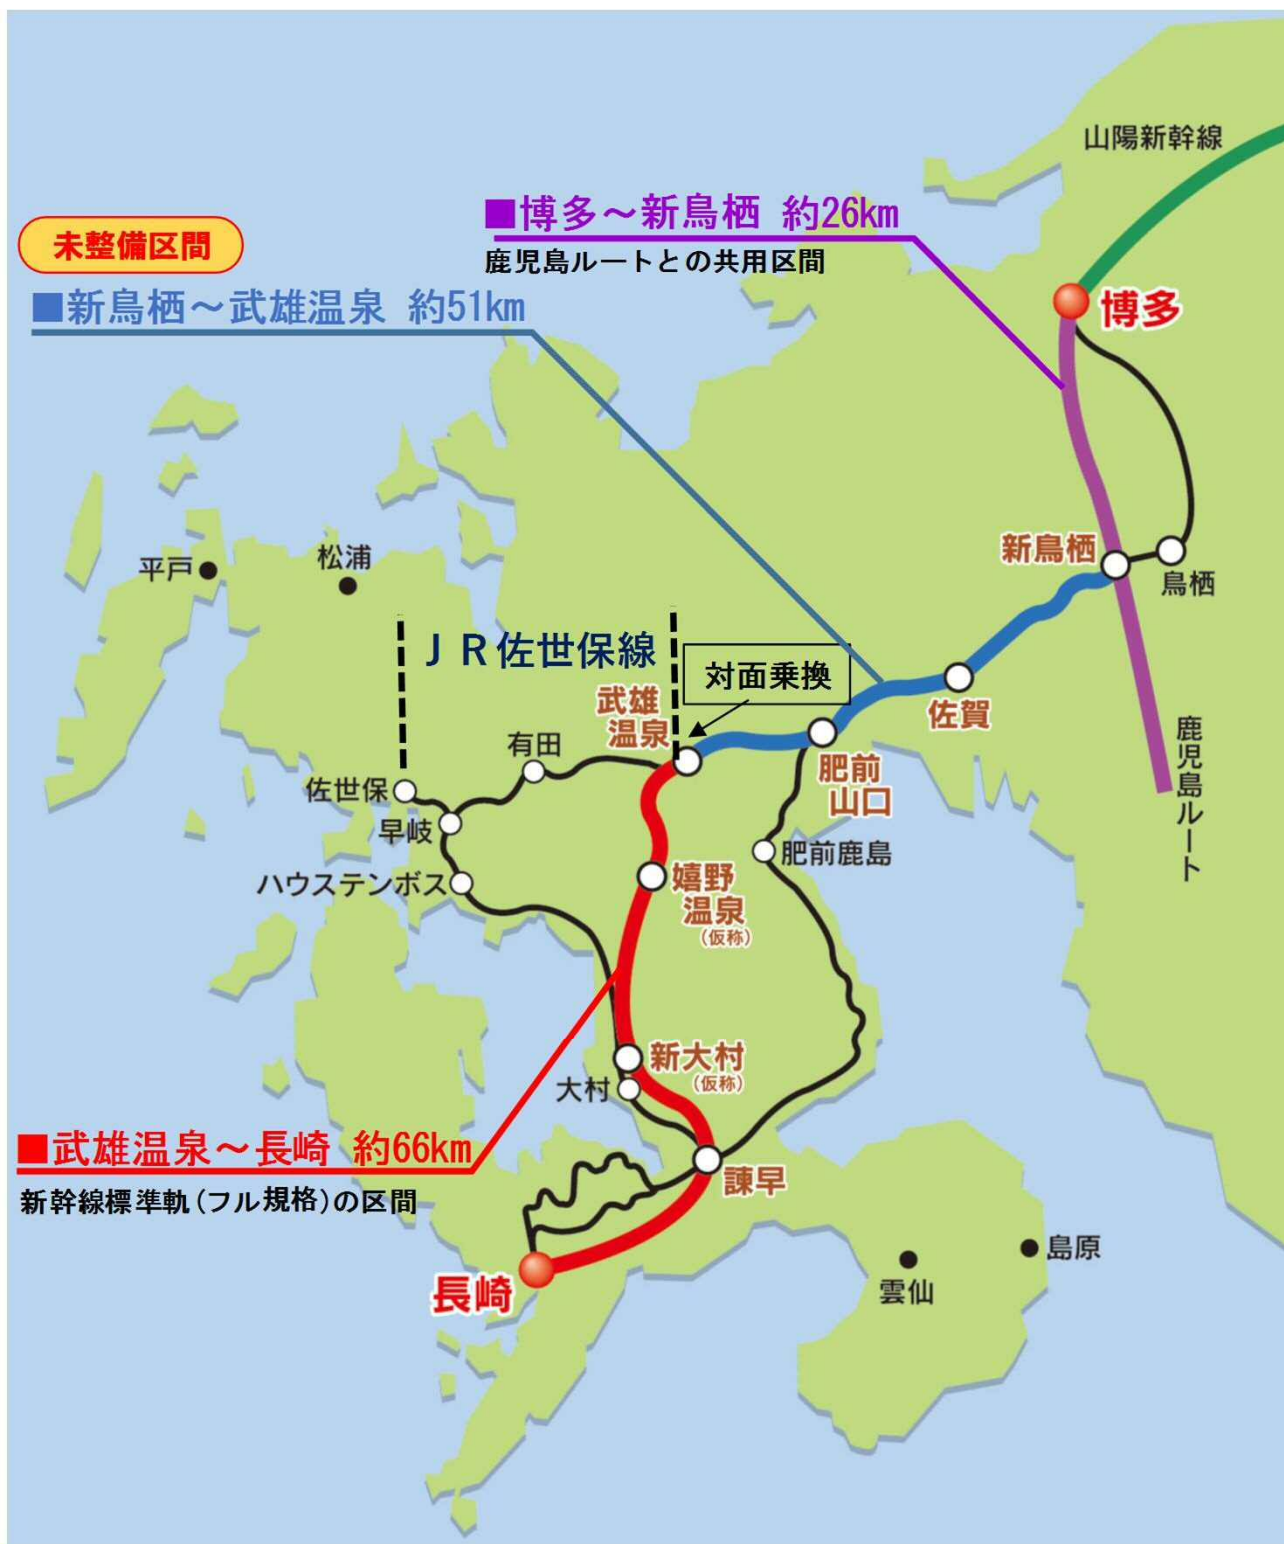 山陽新幹線
■博多～新鳥栖 約26km
鹿児島ルートとの共用区間
未整備区間
■新鳥栖～武雄温泉 約51km
博多
新鳥栖
鳥栖
平戸
松浦
ＪＲ佐世保線
対面乗換
武雄
温泉
佐賀
鹿児島ルート
有田
肥前
山口
佐世保
早岐
肥前鹿島
ハウステンボス
嬉野
温泉
(仮称)
新大村
(仮称)
大村
■武雄温泉～長崎 約66km
新幹線標準軌(フル規格)の区間
諫早
島原
雲仙
長崎